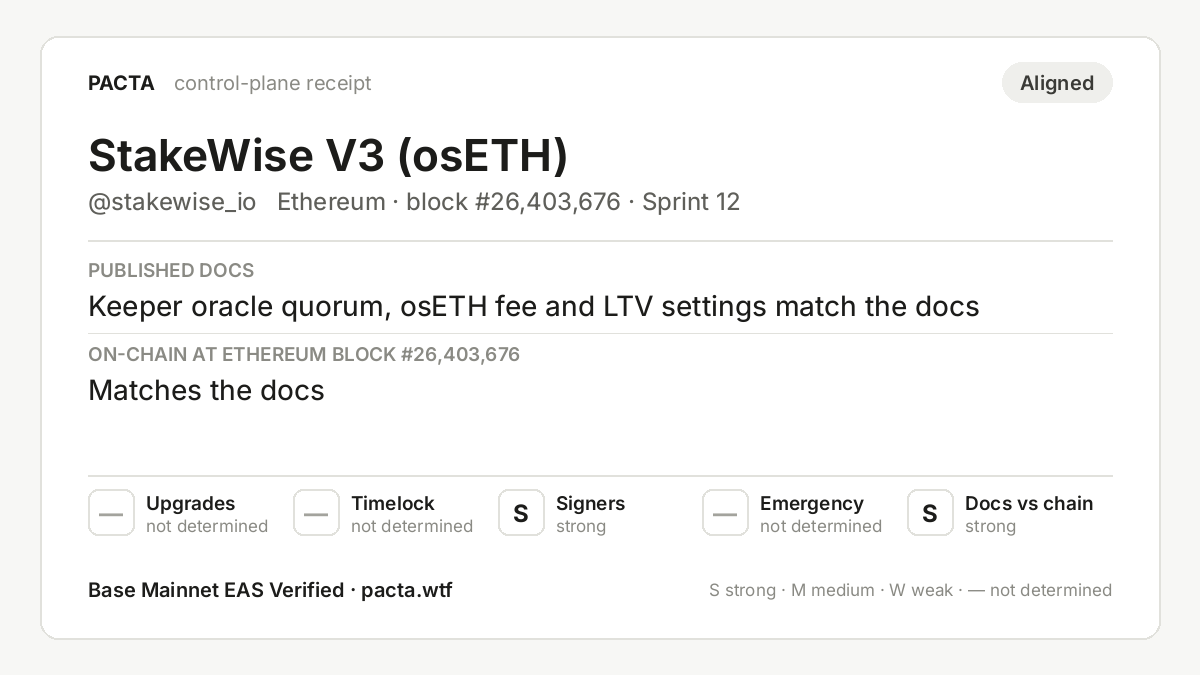 PACTA control-plane receipt Aligned
StakeWise V3 (osETH)
@stakewise_io Ethereum · block #26,403,676 · Sprint 12
PUBLISHED DOCS
Keeper oracle quorum, osETH fee and LTV settings match the docs
ON-CHAIN AT ETHEREUM BLOCK #26,403,676
Matches the docs
— Upgrades not determined
— Timelock not determined
S Signers strong
— Emergency not determined
S Docs vs chain strong
Base Mainnet EAS Verified · pacta.wtf
S strong · M medium · W weak · — not determined